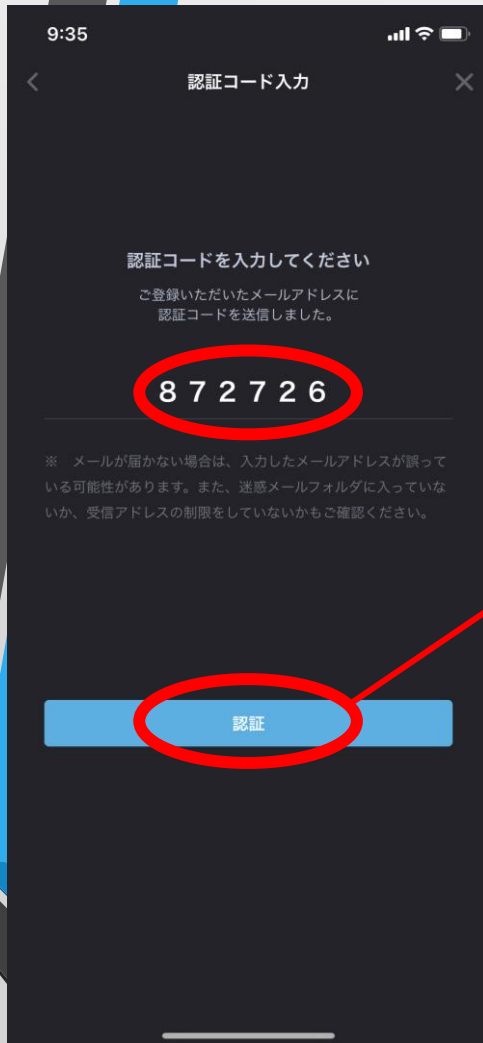 9:35
認証コード入力
認証コードを入力してください
ご登録いただいたメールアドレスに
認証コードを送信しました。
872726
※ メールが届かない場合は、入力したメールアドレスが誤って
いる可能性があります。また、迷惑メールフォルダに入っていな
いか、受信アドレスの制限をしていないかもご確認ください。
認証